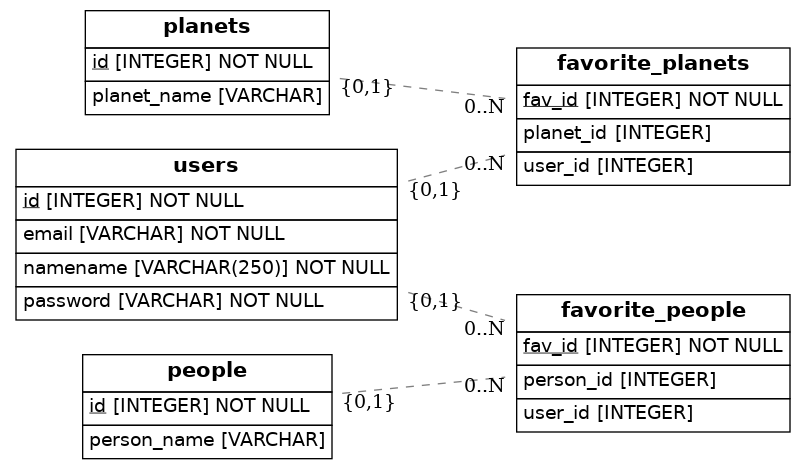 planets
id [INTEGER] NOT NULL
planet_name [VARCHAR]
{0,1}
0..N
favorite_planets
fav_id [INTEGER] NOT NULL
planet_id [INTEGER]
user_id [INTEGER]
users
id [INTEGER] NOT NULL
email [VARCHAR] NOT NULL
namename [VARCHAR(250)] NOT NULL
password [VARCHAR] NOT NULL
{0,1}
0..N
{0,1}
0..N
favorite_people
fav_id [INTEGER] NOT NULL
person_id [INTEGER]
user_id [INTEGER]
people
id [INTEGER] NOT NULL
person_name [VARCHAR]
{0,1}
0..N